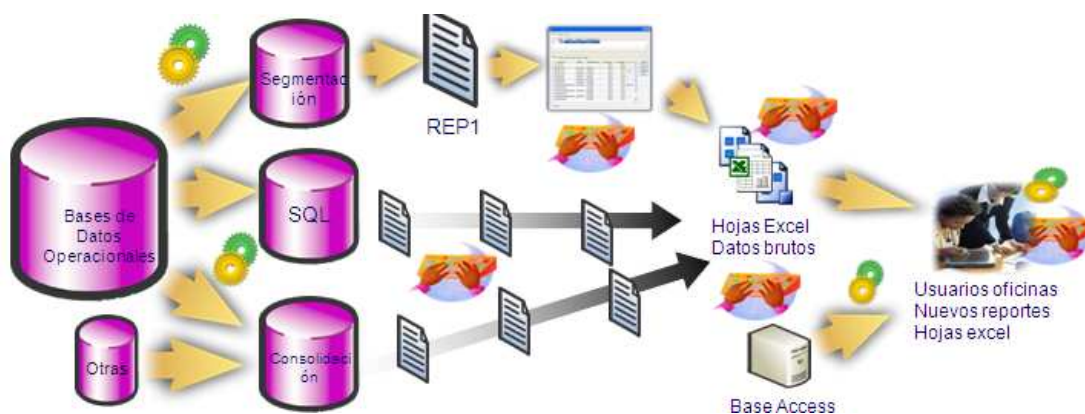 Segmentac
ión
REP1
Bases de
Datos
Operacionales
SQL
Hojas Excel
Datos brutos
Usuarios oficinas
Nuevos reportes
Hojas excel
Otras
Consolidaci
ón
Base Access